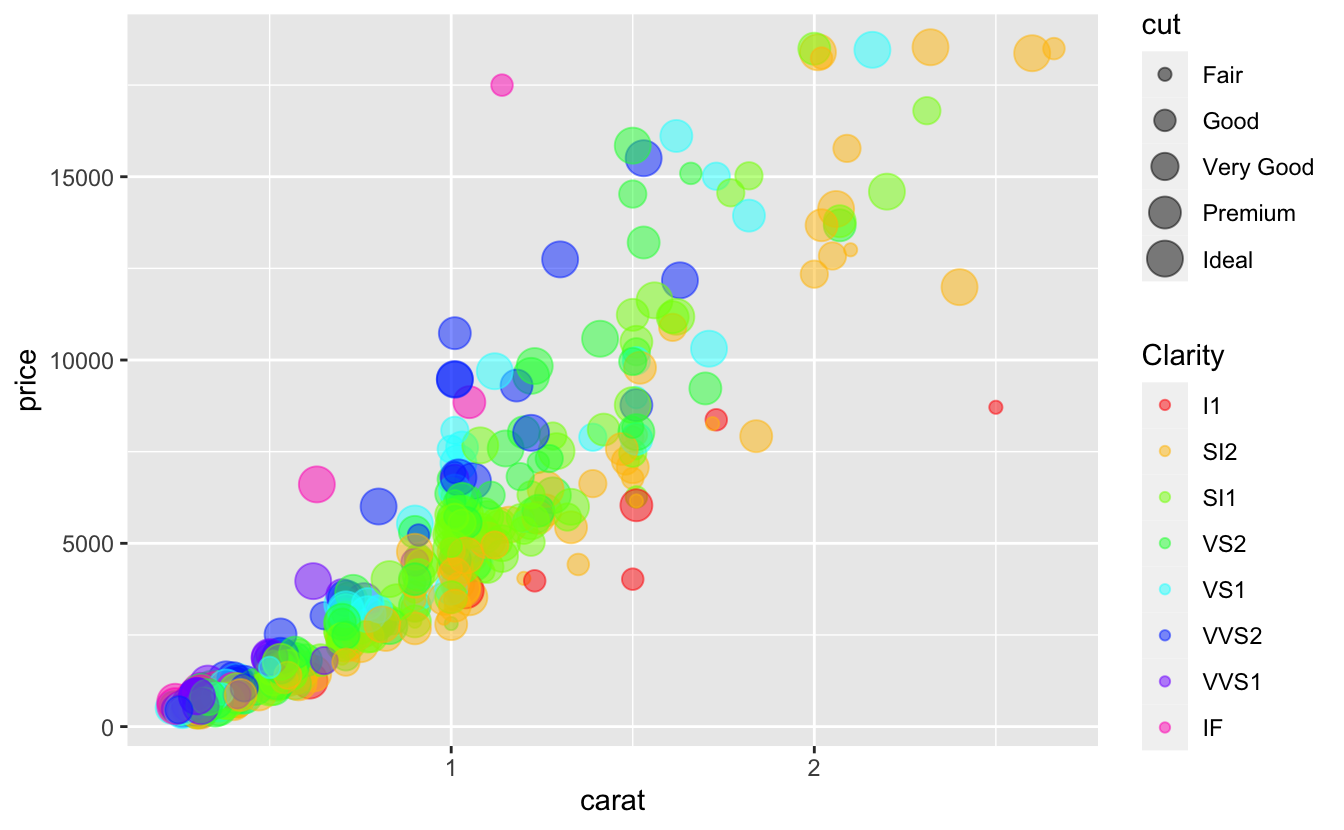 cut
Fair
Good
Very Good
Premium
Ideal
Clarity
I1
SI2
SI1
VS2
VS1
VVS2
VVS1
IF
price
15000
10000
5000
0
1 2
carat